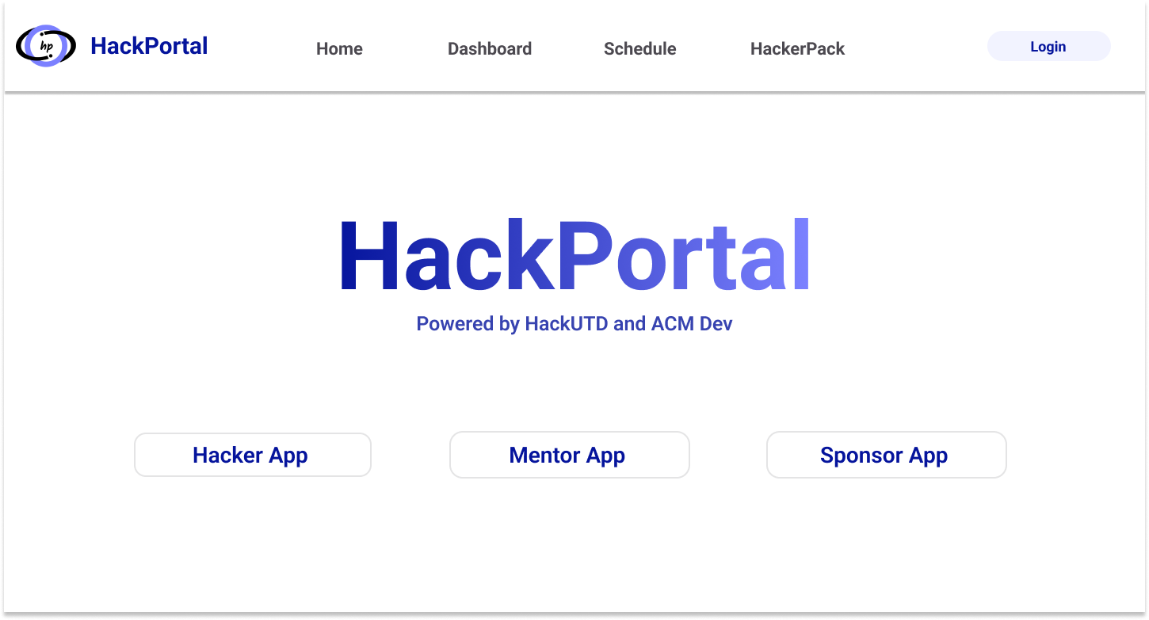 hp HackPortal Home Dashboard Schedule HackerPack Login
HackPortal
Powered by HackUTD and ACM Dev
Hacker App Mentor App Sponsor App